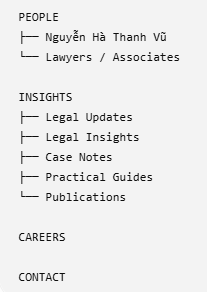 PEOPLE
├── Nguyễn Hà Thanh Vũ
└── Lawyers / Associates
INSIGHTS
├── Legal Updates
├── Legal Insights
├── Case Notes
├── Practical Guides
└── Publications
CAREERS
CONTACT